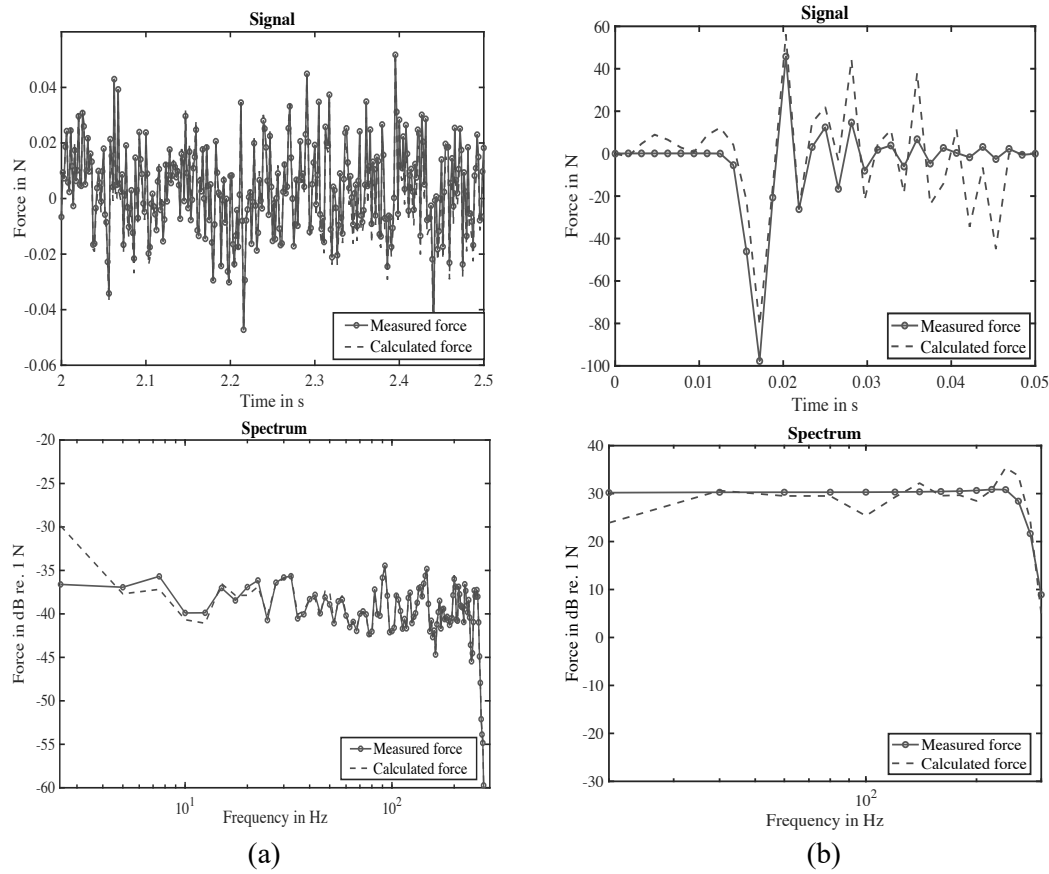 Signal
0.04
0.02
0
-0.02
-0.04
-0.06
Force in N
Measured force
Calculated force
2
2.1
2.2
2.3
2.4
2.5
Time in s
Signal
60
40
20
0
-20
-40
-60
-80
-100
Force in N
Measured force
Calculated force
0
0.01
0.02
0.03
0.04
0.05
Time in s
Spectrum
-20
-25
-30
-35
-40
-45
-50
-55
-60
Force in dB re. 1 N
Measured force
Calculated force
10¹
10²
Frequency in Hz
(a)
Spectrum
40
30
20
10
0
-10
-20
-30
Force in dB re. 1 N
Measured force
Calculated force
10²
Frequency in Hz
(b)